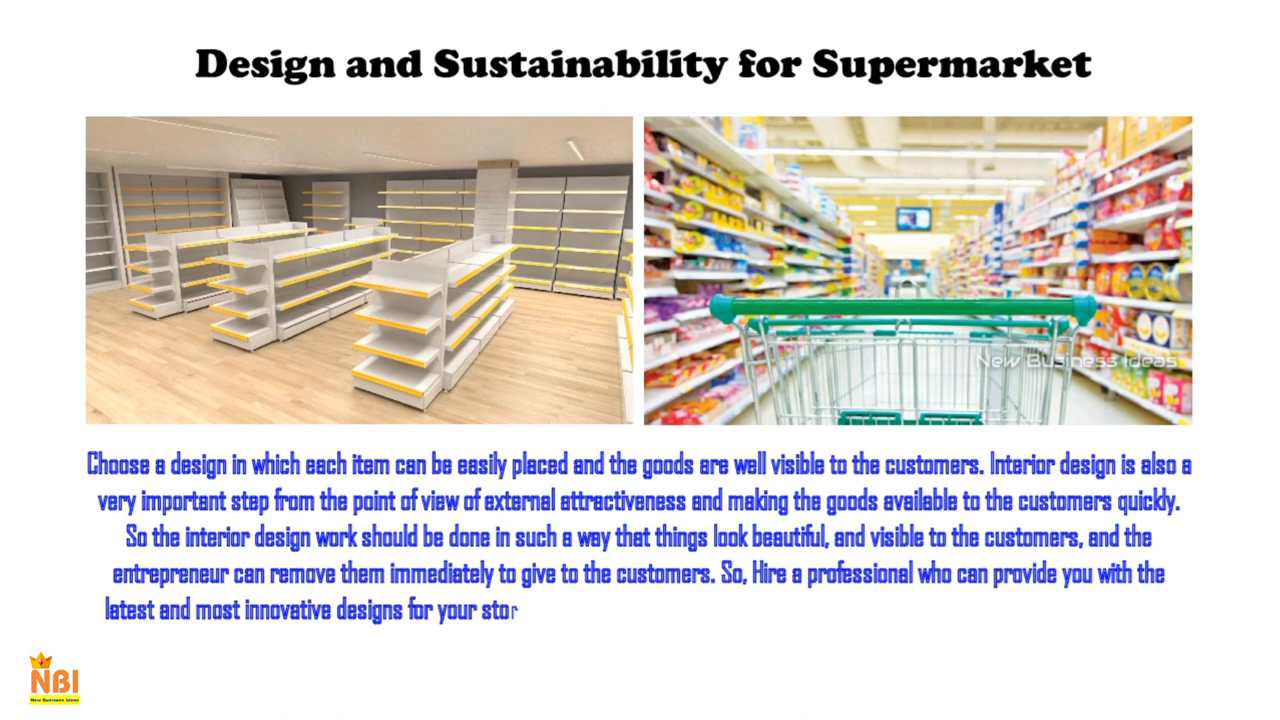 Design and Sustainability for Supermarket
New Business Ideas
Choose a design in which each item can be easily placed and the goods are well visible to the customers. Interior design is also a
very important step from the point of view of external attractiveness and making the goods available to the customers quickly.
So the interior design work should be done in such a way that things look beautiful, and visible to the customers, and the
entrepreneur can remove them immediately to give to the customers. So, Hire a professional who can provide you with the
latest and most innovative designs for your stor
NBI
New Business Ideas